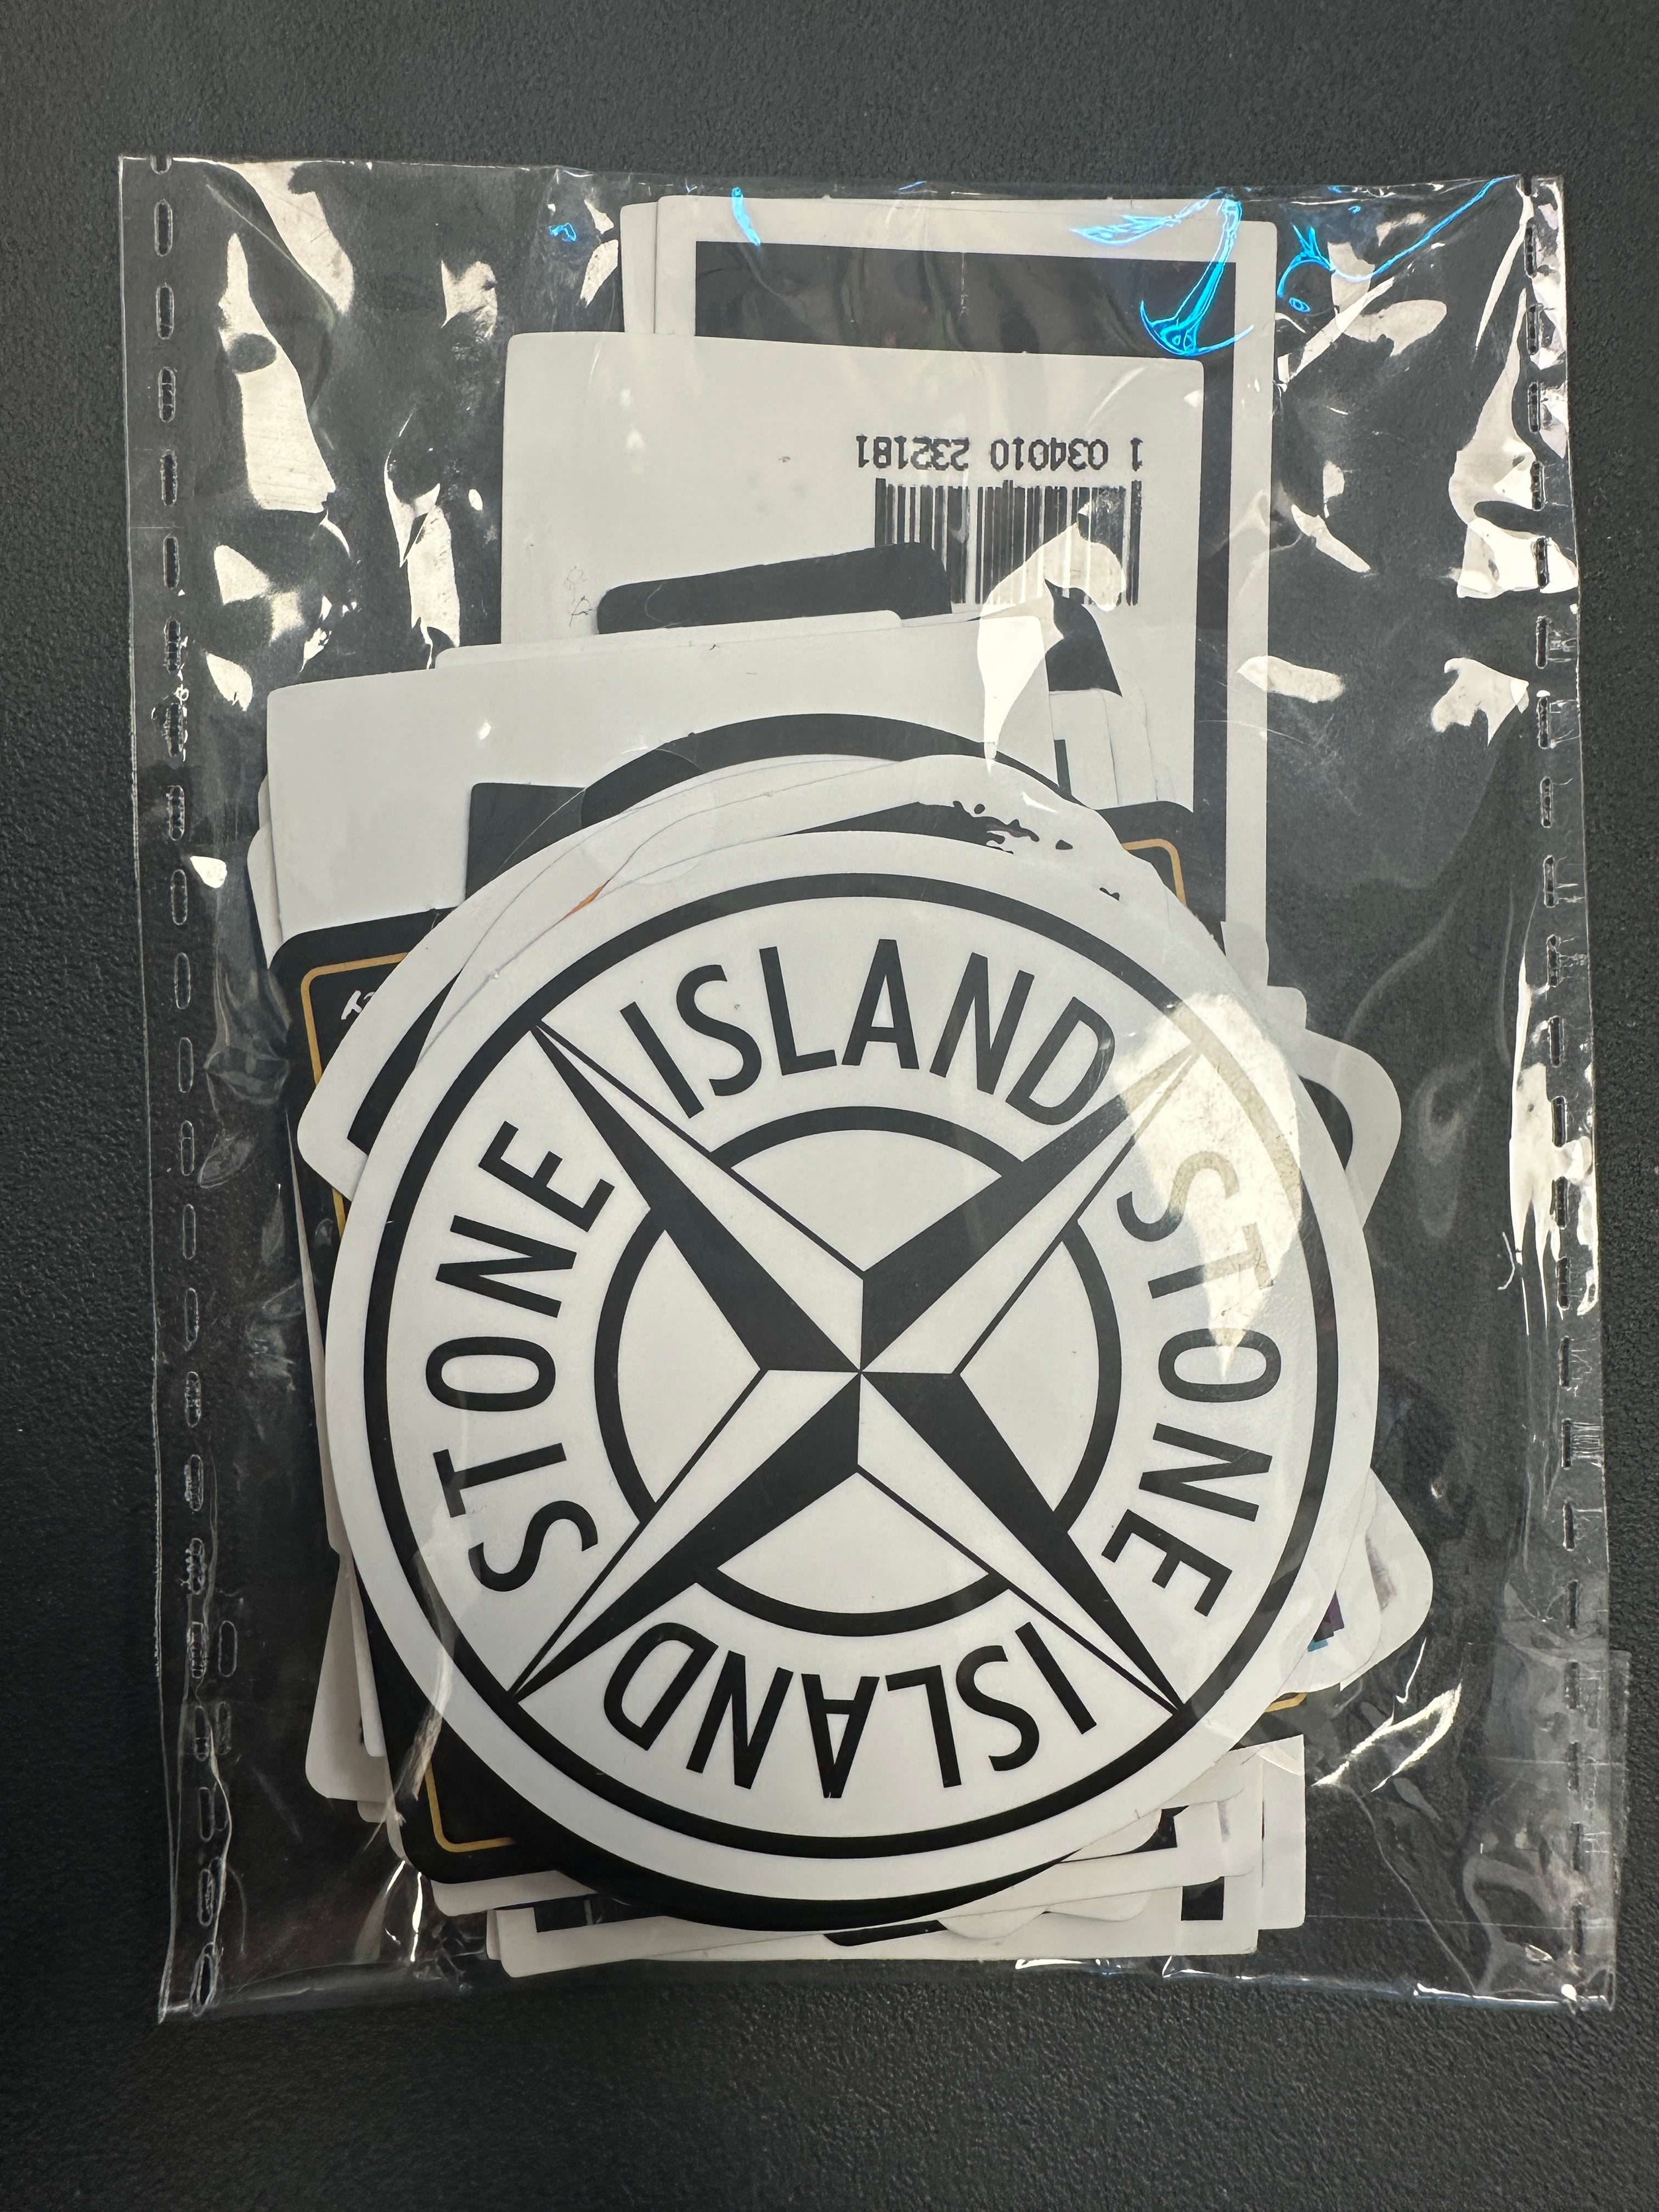 1 034010 232181
ISLAND
STONE
STONE
ISLAND